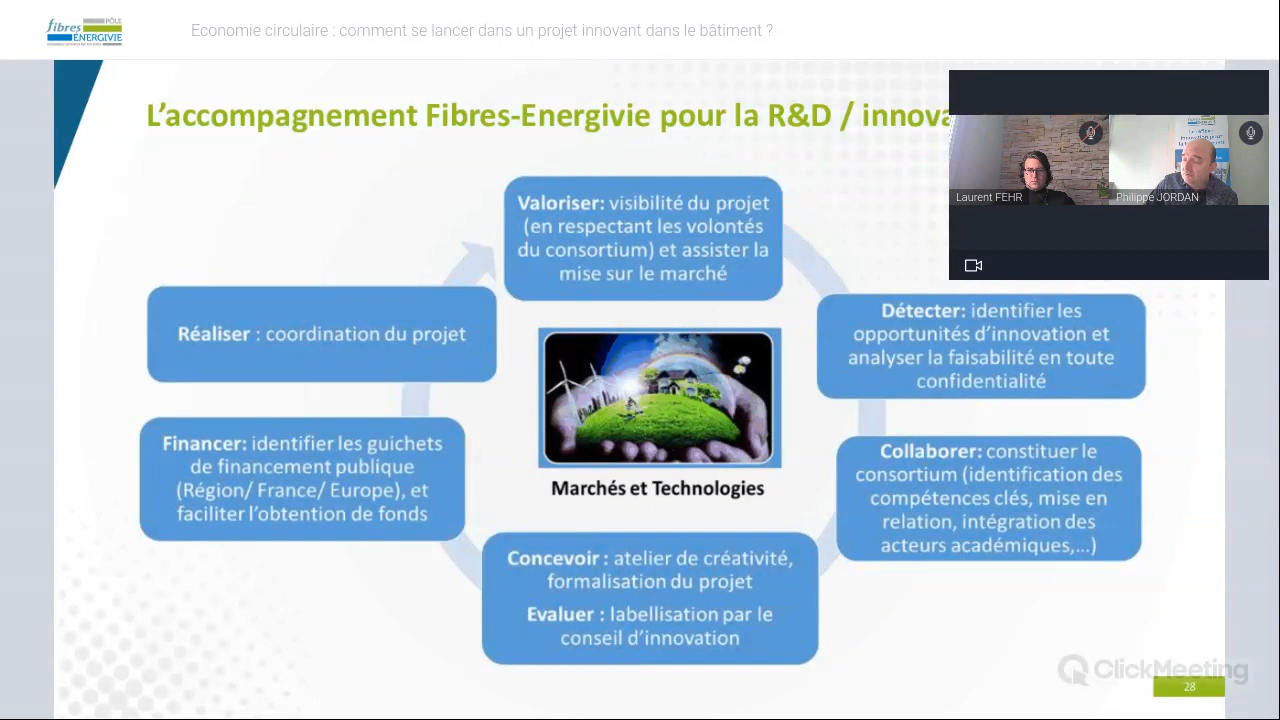 fibres
PÔLE
ÉNERGIVIE
Economie circulaire : comment se lancer dans un projet innovant dans le bâtiment ?
L’accompagnement Fibres-Energivie pour la R&D / innova
Laurent FEHR
Philippe JORDAN
Valoriser: visibilité du projet
(en respectant les volontés
du consortium) et assister la
mise sur le marché
Détecter: identifier les
opportunités d’innovation et
analyser la faisabilité en toute
confidentialité
Collaborer: constituer le
consortium (identification des
compétences clés, mise en
relation, intégration des
acteurs académiques,...)
Concevoir : atelier de créativité,
formalisation du projet
Evaluer : labellisation par le
conseil d’innovation
Financer: identifier les guichets
de financement publique
(Région/ France/ Europe), et
faciliter l’obtention de fonds
Réaliser : coordination du projet
Marchés et Technologies
ClickMeeting
28